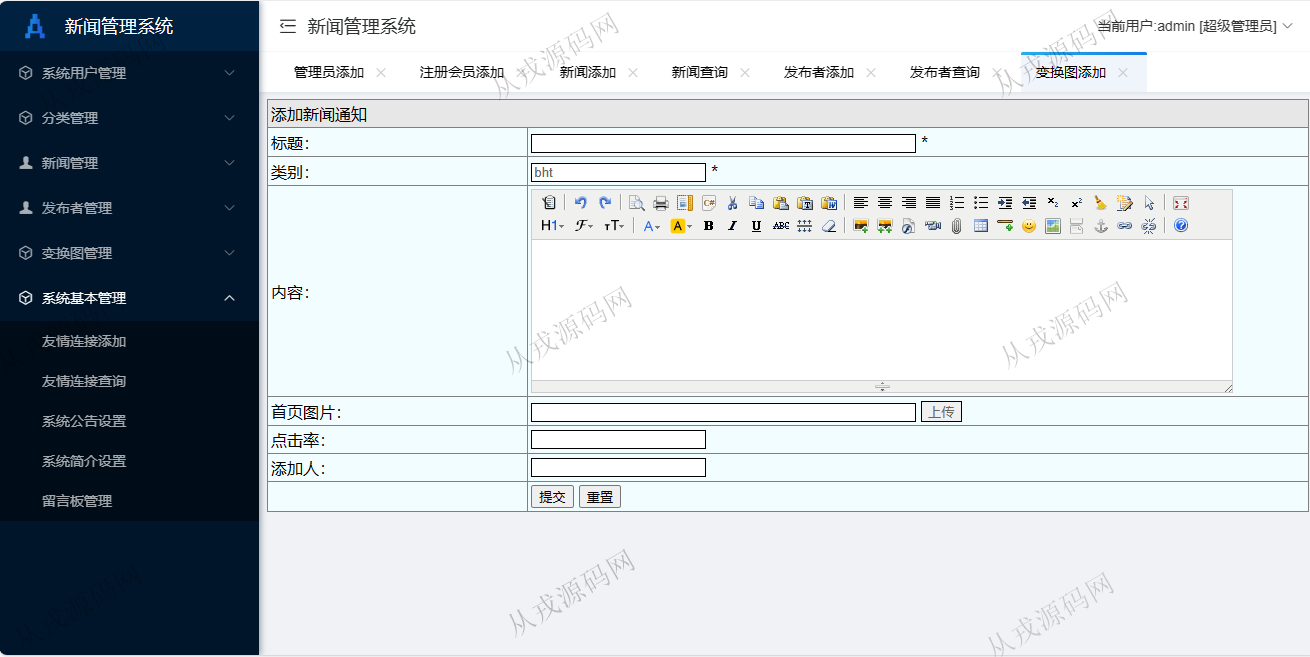 新闻管理系统
新闻管理系统
当前用户:admin [超级管理员]
系统用户管理
分类管理
新闻管理
发布者管理
变换图管理
系统基本管理
友情连接添加
友情连接查询
系统公告设置
系统简介设置
留言板管理
管理员添加 注册会员添加 新闻添加 新闻查询 发布者添加 发布者查询 变换图添加
添加新闻通知
标题: *
类别: bht *
H1 F тT A A B I U ABC
内容:
首页图片: 上传
点击率:
添加人:
提交 重置
从戎源码网
从戎源码网
从戎源码网
从戎源码网
从戎源码网
从戎源码网